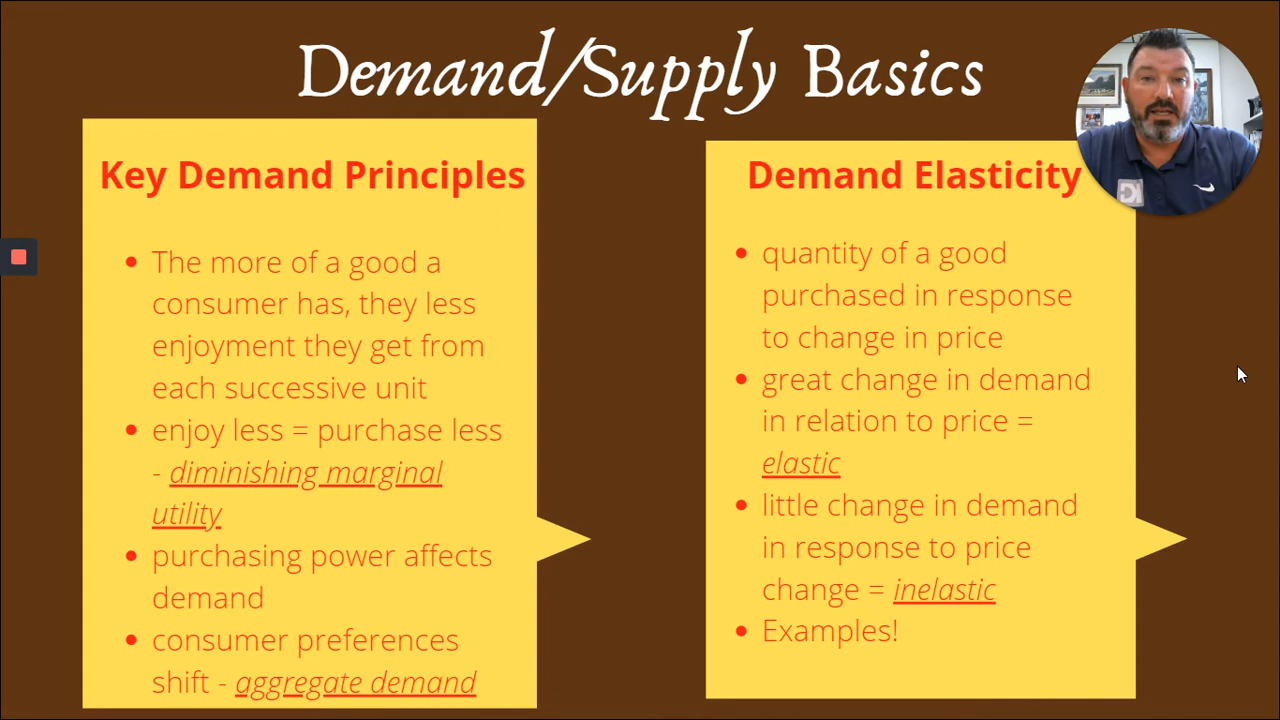 Demand/Supply Basics
Key Demand Principles
• The more of a good a
consumer has, they less
enjoyment they get from
each successive unit
• enjoy less = purchase less
- diminishing marginal
utility
• purchasing power affects
demand
• consumer preferences
shift - aggregate demand
Demand Elasticity
• quantity of a good
purchased in response
to change in price
• great change in demand
in relation to price =
elastic
• little change in demand
in response to price
change = inelastic
• Examples!